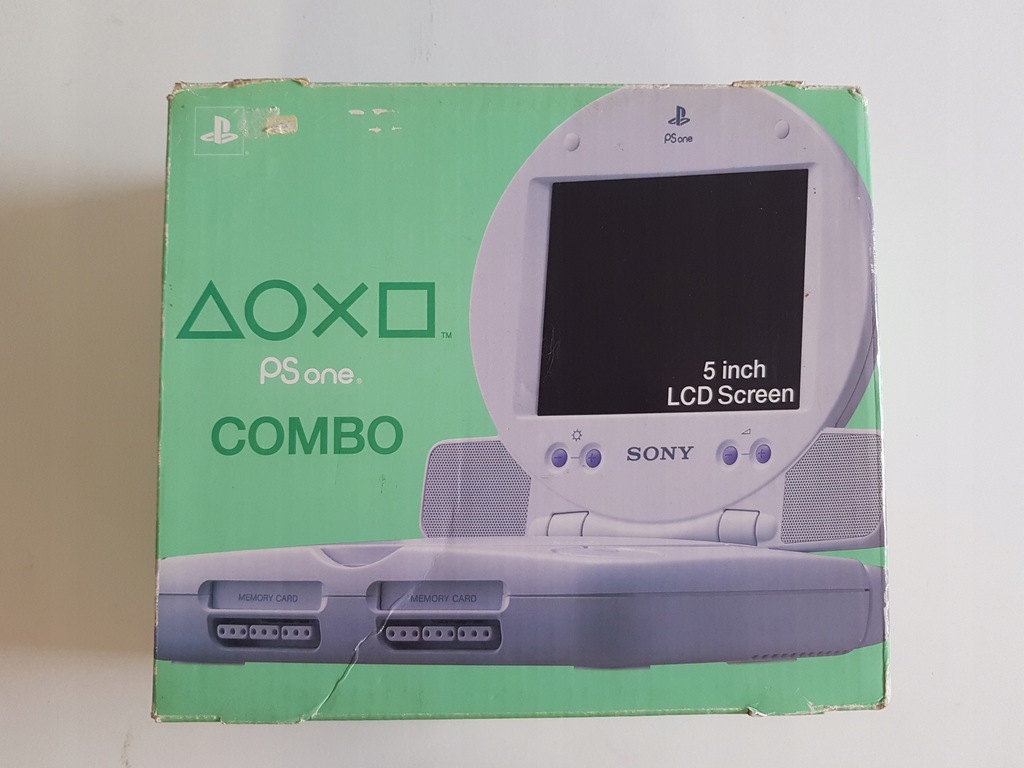 PS one
△○✕□™
PS one®
COMBO
5 inch
LCD Screen
SONY
MEMORY CARD
MEMORY CARD